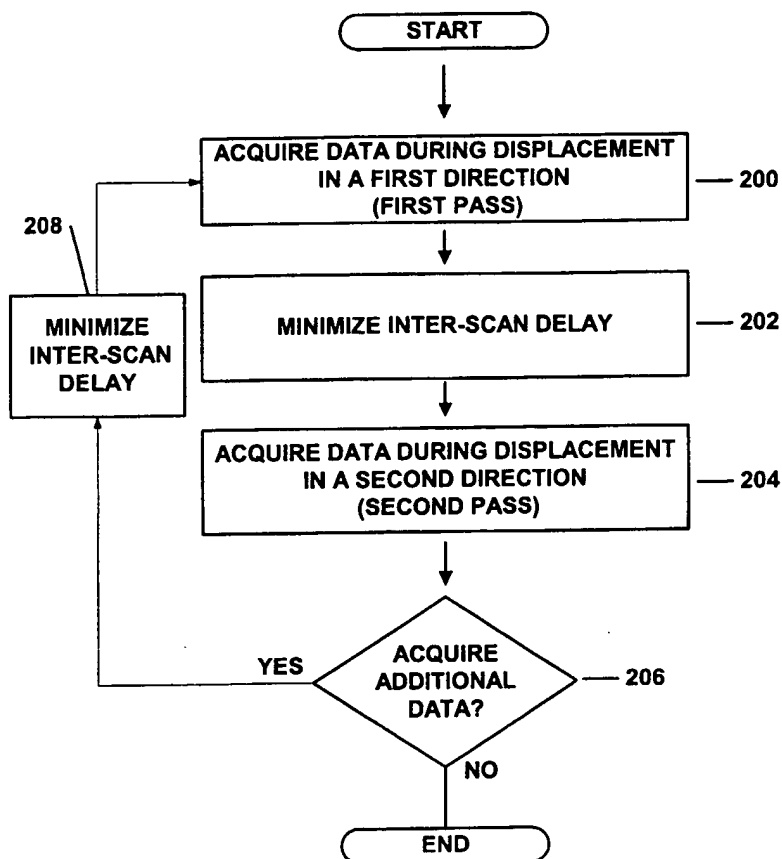 START
ACQUIRE DATA DURING DISPLACEMENT
IN A FIRST DIRECTION
(FIRST PASS)
200
208
MINIMIZE
INTER-SCAN
DELAY
MINIMIZE INTER-SCAN DELAY
202
ACQUIRE DATA DURING DISPLACEMENT
IN A SECOND DIRECTION
(SECOND PASS)
204
YES
ACQUIRE
ADDITIONAL
DATA?
206
NO
END